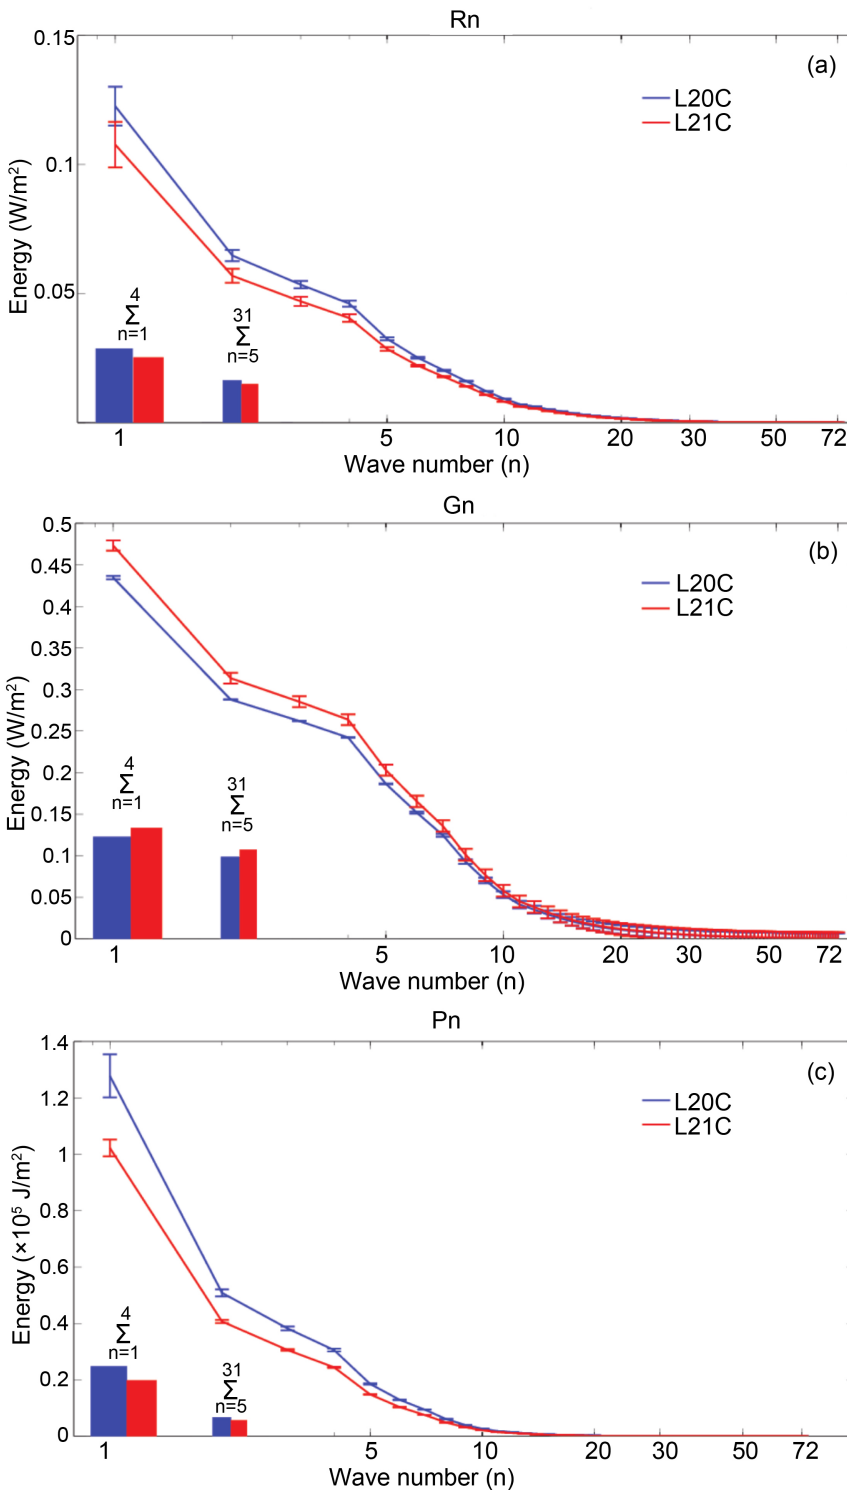 Rn
0.15
(a)
L20C
L21C
0.1
Energy (W/m²)
0.05
4
Σ
n=1
31
Σ
n=5
1 5 10 20 30 50 72
Wave number (n)
Gn
0.5
(b)
0.45
L20C
0.4
L21C
0.35
0.3
Energy (W/m²)
0.25
0.2
4
Σ
n=1
31
Σ
n=5
0.15
0.1
0.05
0
1 5 10 20 30 50 72
Wave number (n)
Pn
1.4
(c)
1.2
L20C
L21C
1
0.8
Energy (×10⁵ J/m²)
0.6
0.4
4
Σ
n=1
31
Σ
n=5
0.2
0
1 5 10 20 30 50 72
Wave number (n)